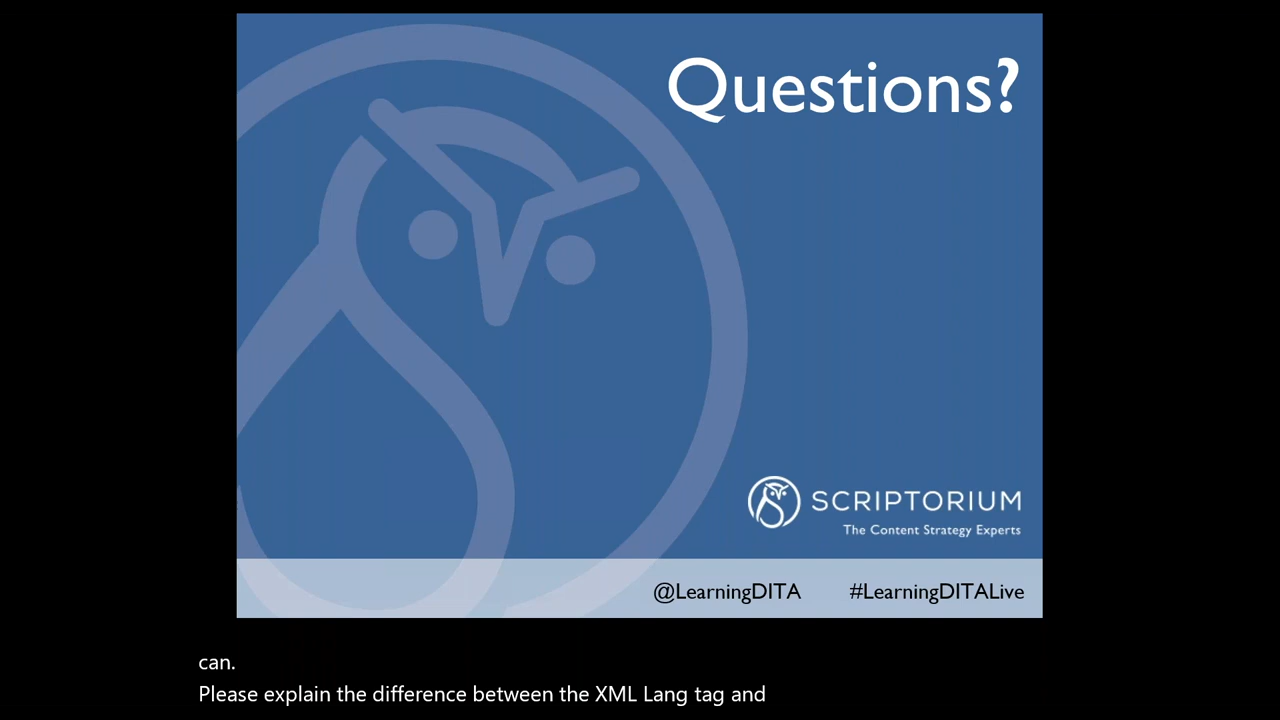 Questions?
SCRIPTORIUM
The Content Strategy Experts
@LearningDITA #LearningDITALive
can.
Please explain the difference between the XML Lang tag and